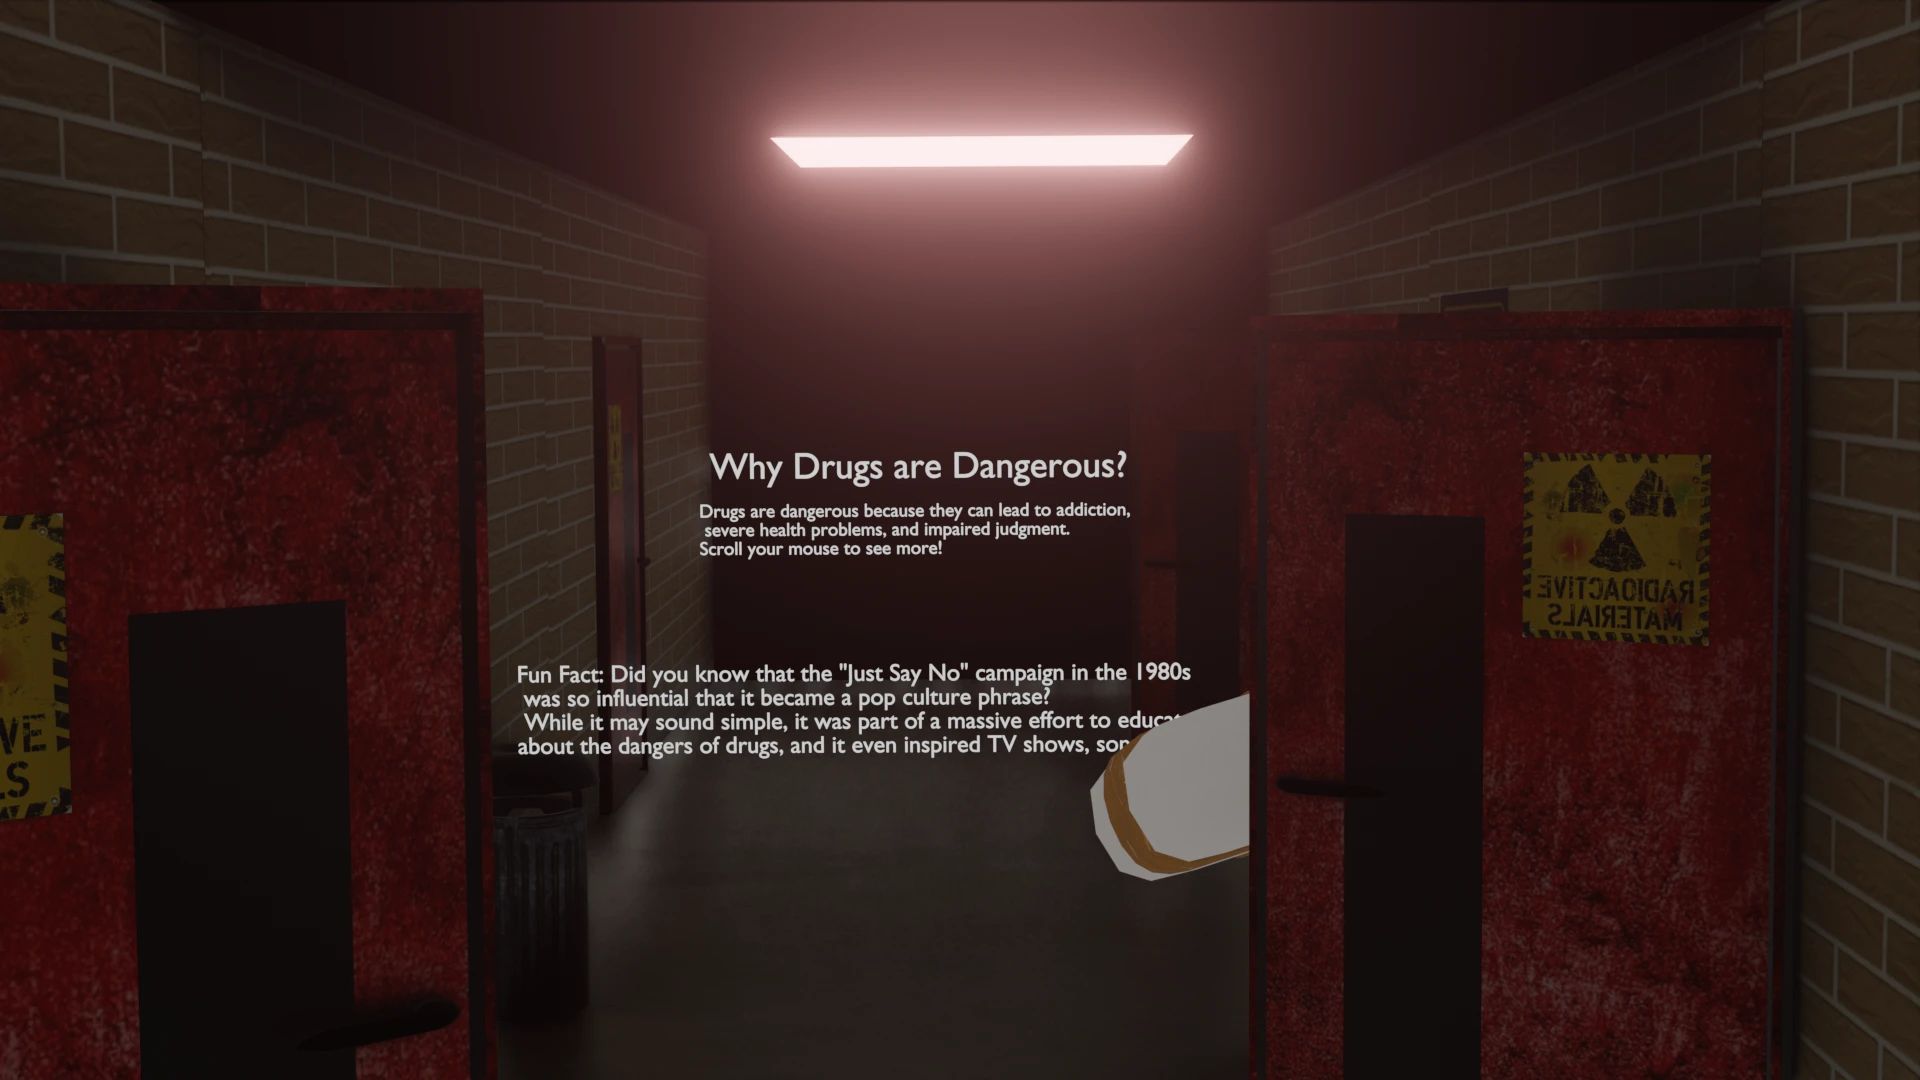 Why Drugs are Dangerous?
Drugs are dangerous because they can lead to addiction,
severe health problems, and impaired judgment.
Scroll your mouse to see more!
RADIOACTIVE
MATERIALS
Fun Fact: Did you know that the "Just Say No" campaign in the 1980s
was so influential that it became a pop culture phrase?
While it may sound simple, it was part of a massive effort to
about the dangers of drugs, and it even inspired TV shows,
VE
LS